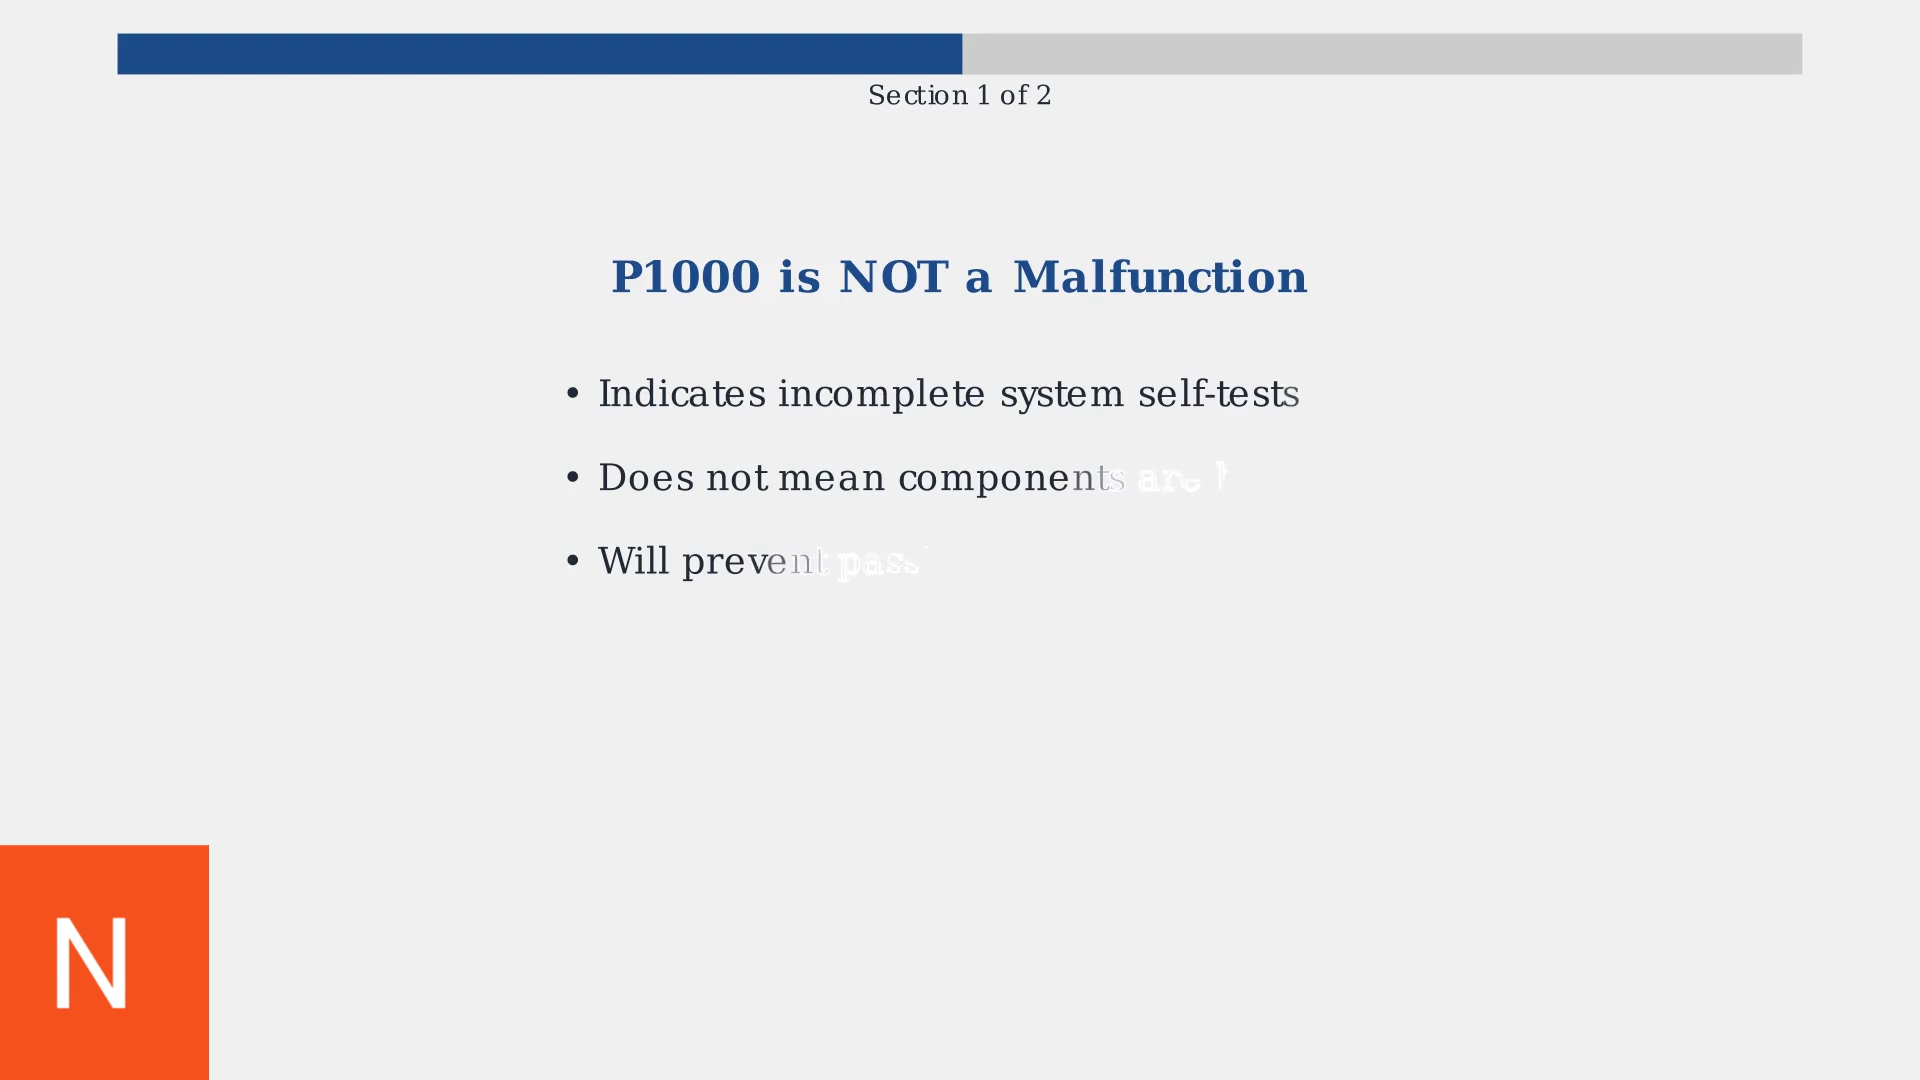 Section 1 of 2
P1000 is NOT a Malfunction
• Indicates incomplete system self-tests
• Does not mean components are
• Will prevent
N